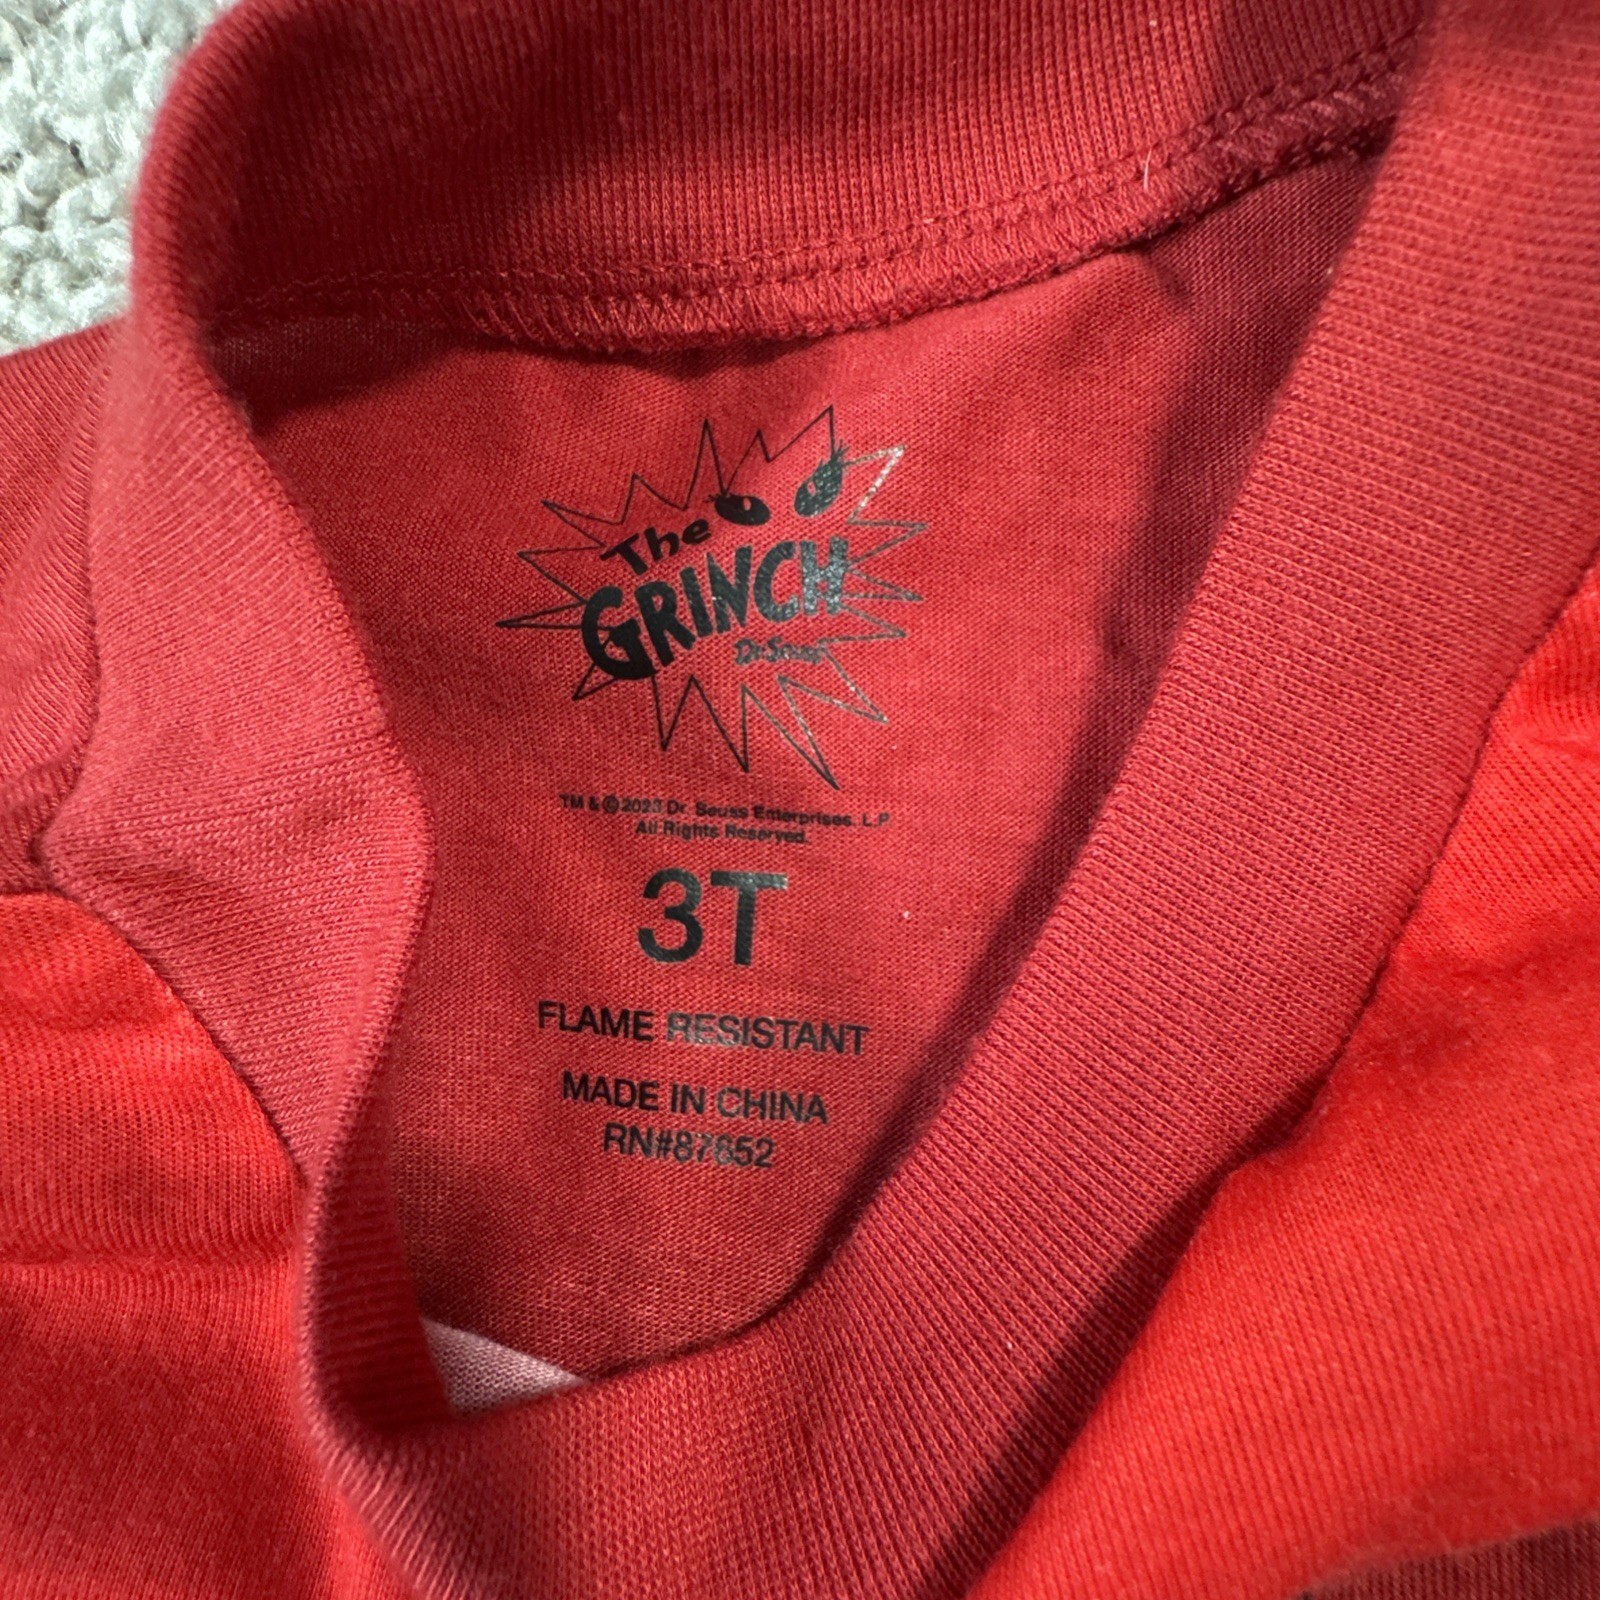 The
GRINCH
Dr. Seuss
TM & © 2023 Dr. Seuss Enterprises, L.P.
All Rights Reserved.
3T
FLAME RESISTANT
MADE IN CHINA
RN#87652